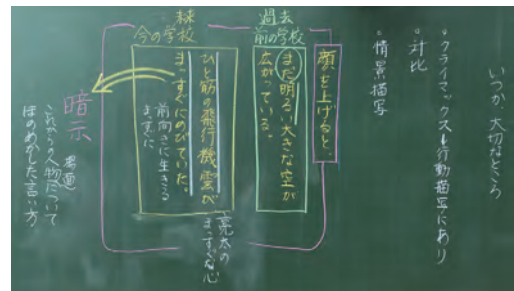 いつか、大切なところ
・クライマックス↓行動描写にあり
・対比
・情景描写
顔を上げると、
過去
前の学校
まだ明るい大きな空が
広がっている。
未来
今の学校
ひと筋の飛行機雲が
まっすぐにのびていた。
前向きに生きる
まっすぐに
亮太の
まっすぐな心
暗示
場面
これからの人物について
ほのめかした言い方